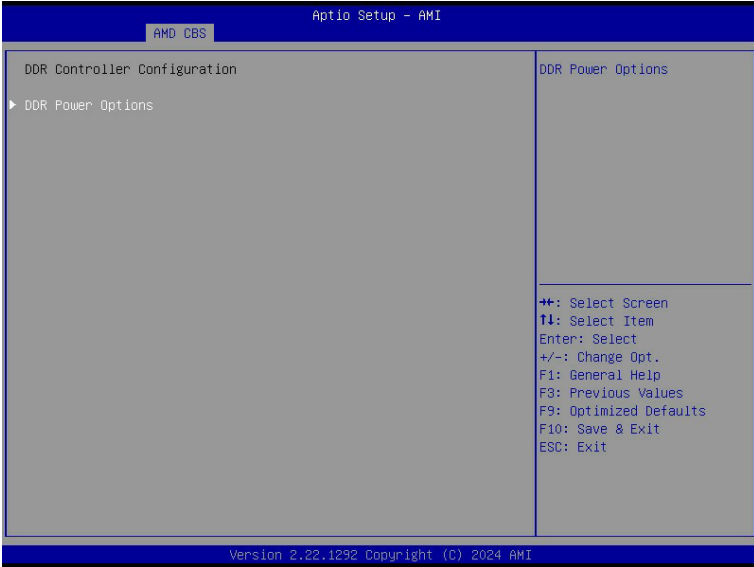 Aptio Setup – AMI
AMD CBS
DDR Controller Configuration
DDR Power Options
DDR Power Options
→←: Select Screen
↑↓: Select Item
Enter: Select
+/-: Change Opt.
F1: General Help
F3: Previous Values
F9: Optimized Defaults
F10: Save & Exit
ESC: Exit
Version 2.22.1292 Copyright (C) 2024 AMI